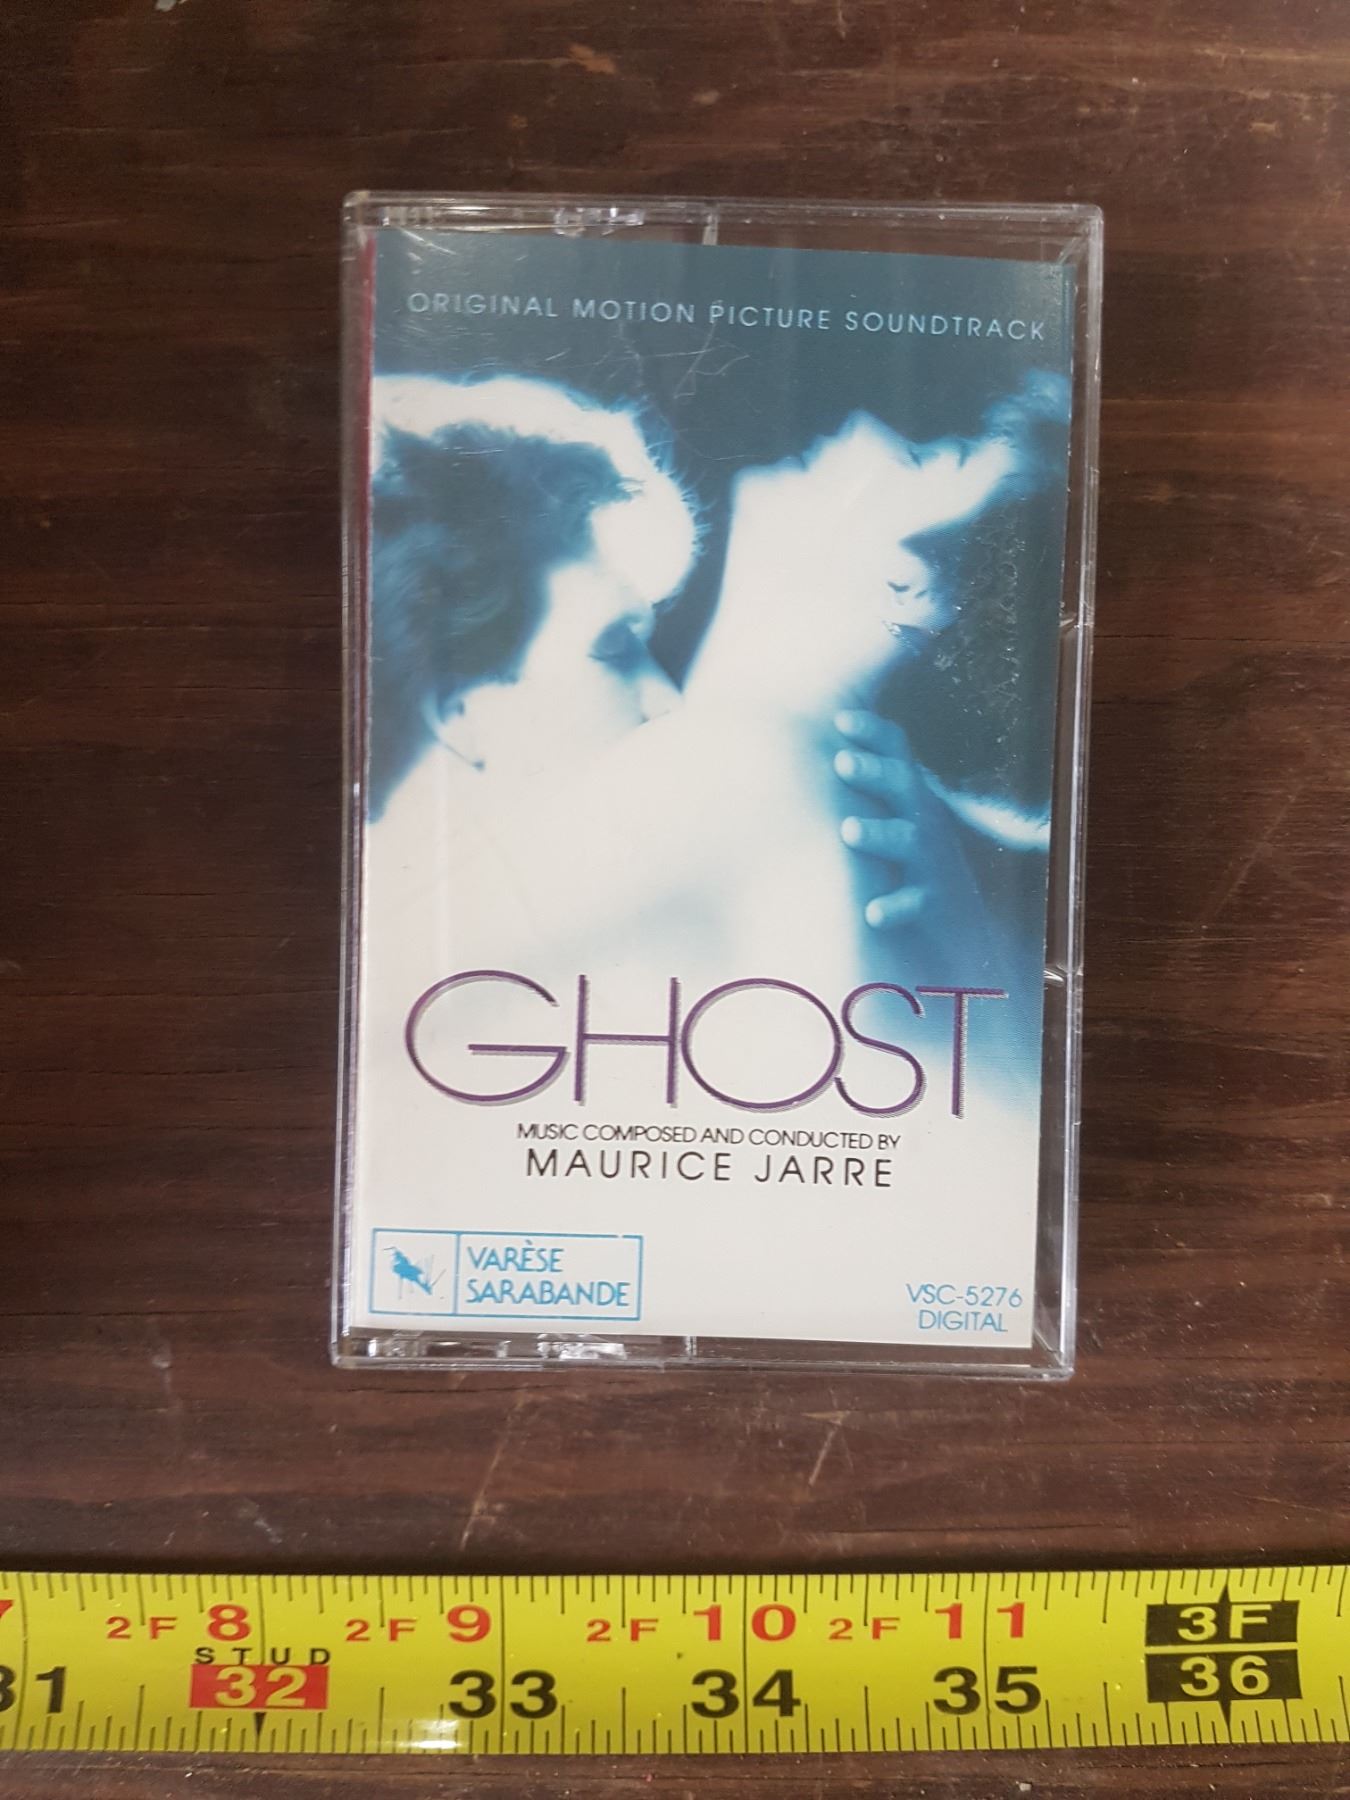 ORIGINAL MOTION PICTURE SOUNDTRACK
GHOST
MUSIC COMPOSED AND CONDUCTED BY
MAURICE JARRE
VARÈSE
SARABANDE
VSC-5276
DIGITAL
7 2F 8 2F 9 2F 10 2F 11 3F
STUD
31 32 33 34 35 36